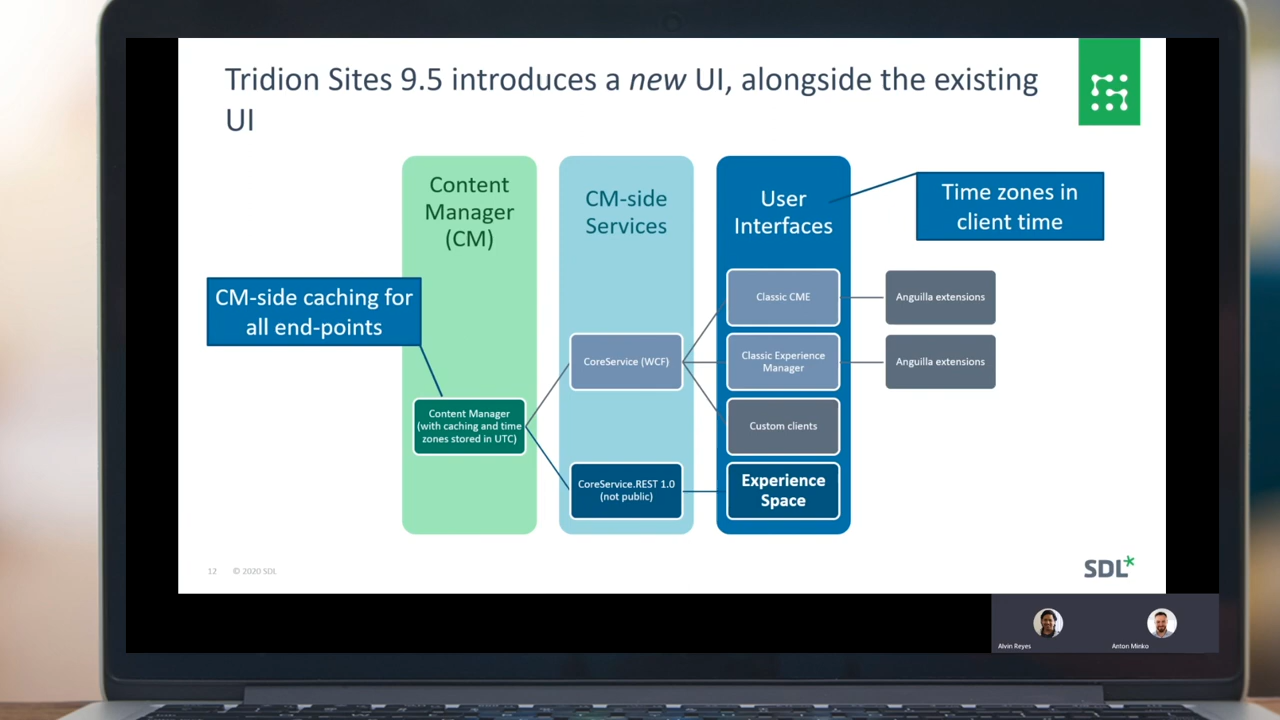 Tridion Sites 9.5 introduces a new UI, alongside the existing
UI
Content
Manager
(CM)
CM-side
Services
User
Interfaces
Time zones in
client time
CM-side caching for
all end-points
Classic CME
Anguilla extensions
CoreService (WCF)
Classic Experience
Manager
Anguilla extensions
Content Manager
(with caching and time
zones stored in UTC)
Custom clients
CoreService.REST 1.0
(not public)
Experience
Space
12
© 2020 SDL
SDL*
Alvin Reyes
Anton Minko